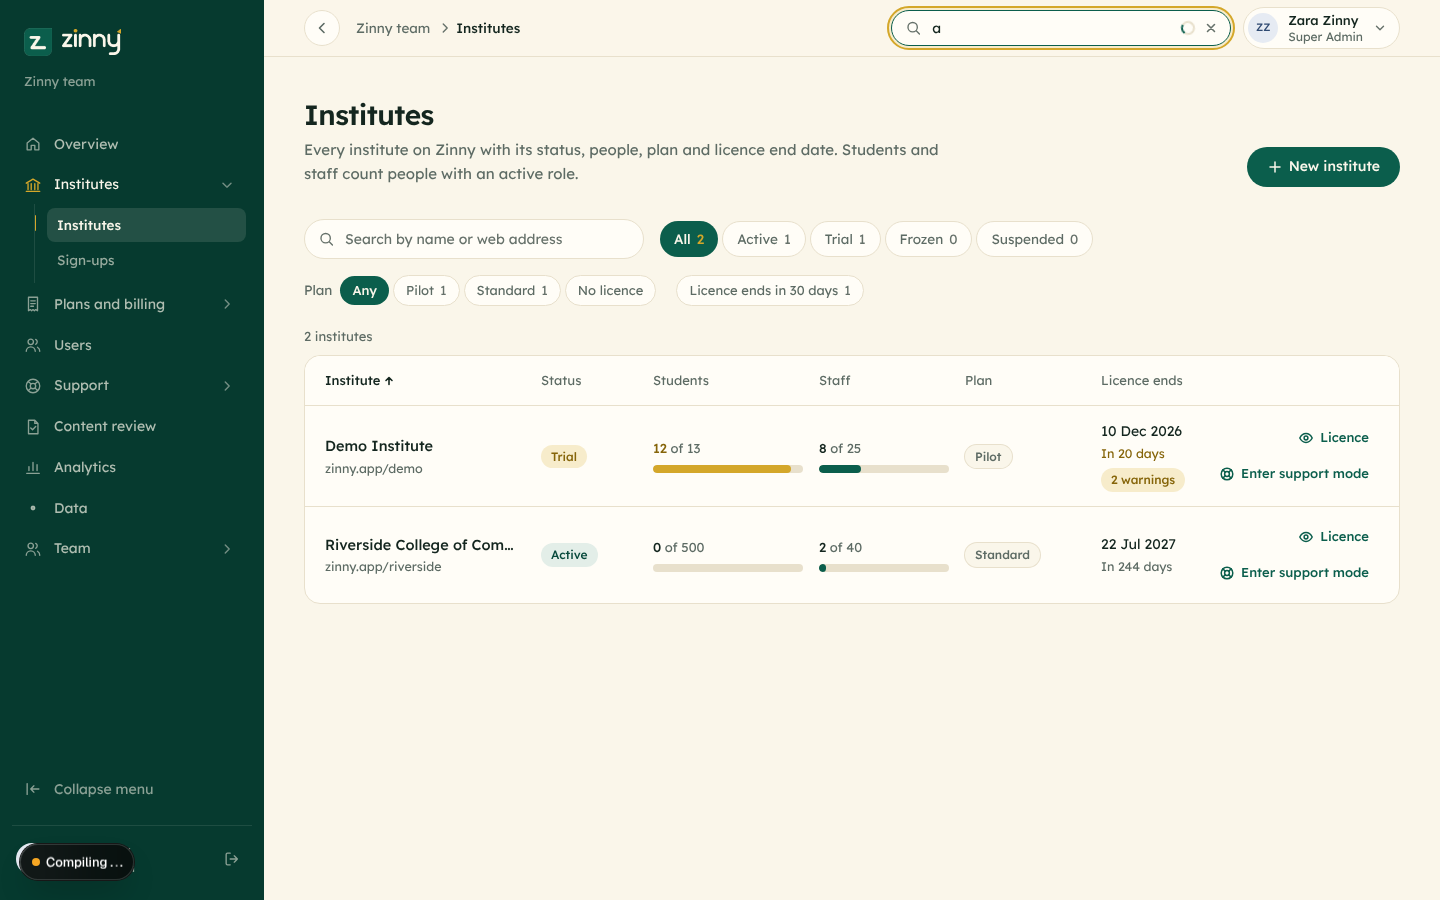 zinny
Zinny team
Overview
Institutes
Institutes
Sign-ups
Plans and billing
Users
Support
Content review
Analytics
Data
Team
Collapse menu
Compiling ...
Zinny team > Institutes
a
ZZ
Zara Zinny
Super Admin
Institutes
Every institute on Zinny with its status, people, plan and licence end date. Students and
staff count people with an active role.
+ New institute
Search by name or web address
All 2
Active 1
Trial 1
Frozen 0
Suspended 0
Plan
Any
Pilot 1
Standard 1
No licence
Licence ends in 30 days 1
2 institutes
Institute ↑
Status
Students
Staff
Plan
Licence ends
Demo Institute
zinny.app/demo
Trial
12 of 13
8 of 25
Pilot
10 Dec 2026
In 20 days
2 warnings
Licence
Enter support mode
Riverside College of Com...
zinny.app/riverside
Active
0 of 500
2 of 40
Standard
22 Jul 2027
In 244 days
Licence
Enter support mode